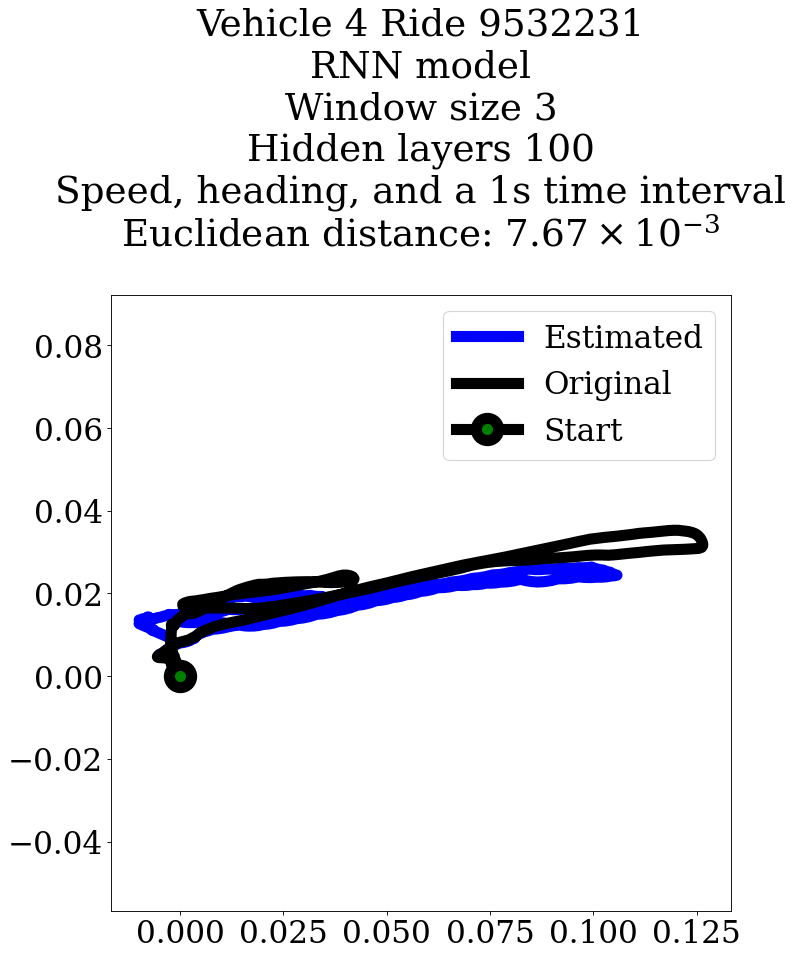 Vehicle 4 Ride 9532231
RNN model
Window size 3
Hidden layers 100
Speed, heading, and a 1s time interval
Euclidean distance: 7.67 × 10⁻³
Estimated
Original
Start
0.08
0.06
0.04
0.02
0.00
−0.02
−0.04
0.000 0.025 0.050 0.075 0.100 0.125